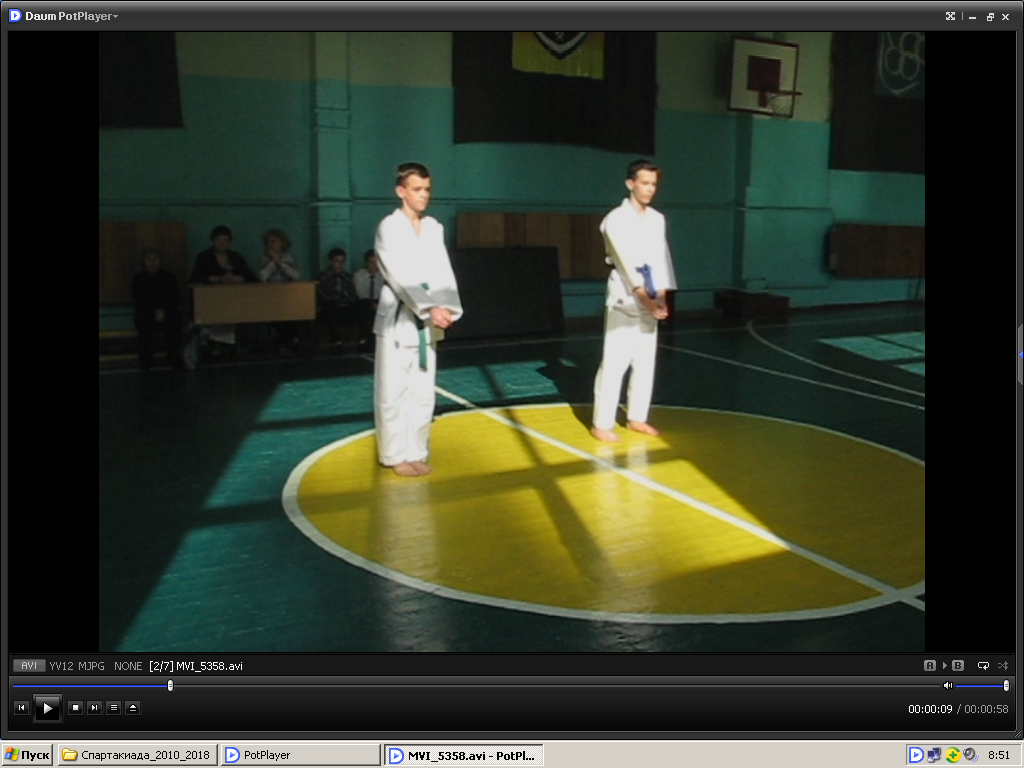 Daum PotPlayer
AVI YV12 MJPG NONE [2/7] MVI_5358.avi
A B
00:00:09 / 00:00:58
Пуск
Спартакиада_2010_2018
PotPlayer
MVI_5358.avi - PotPl...
8:51